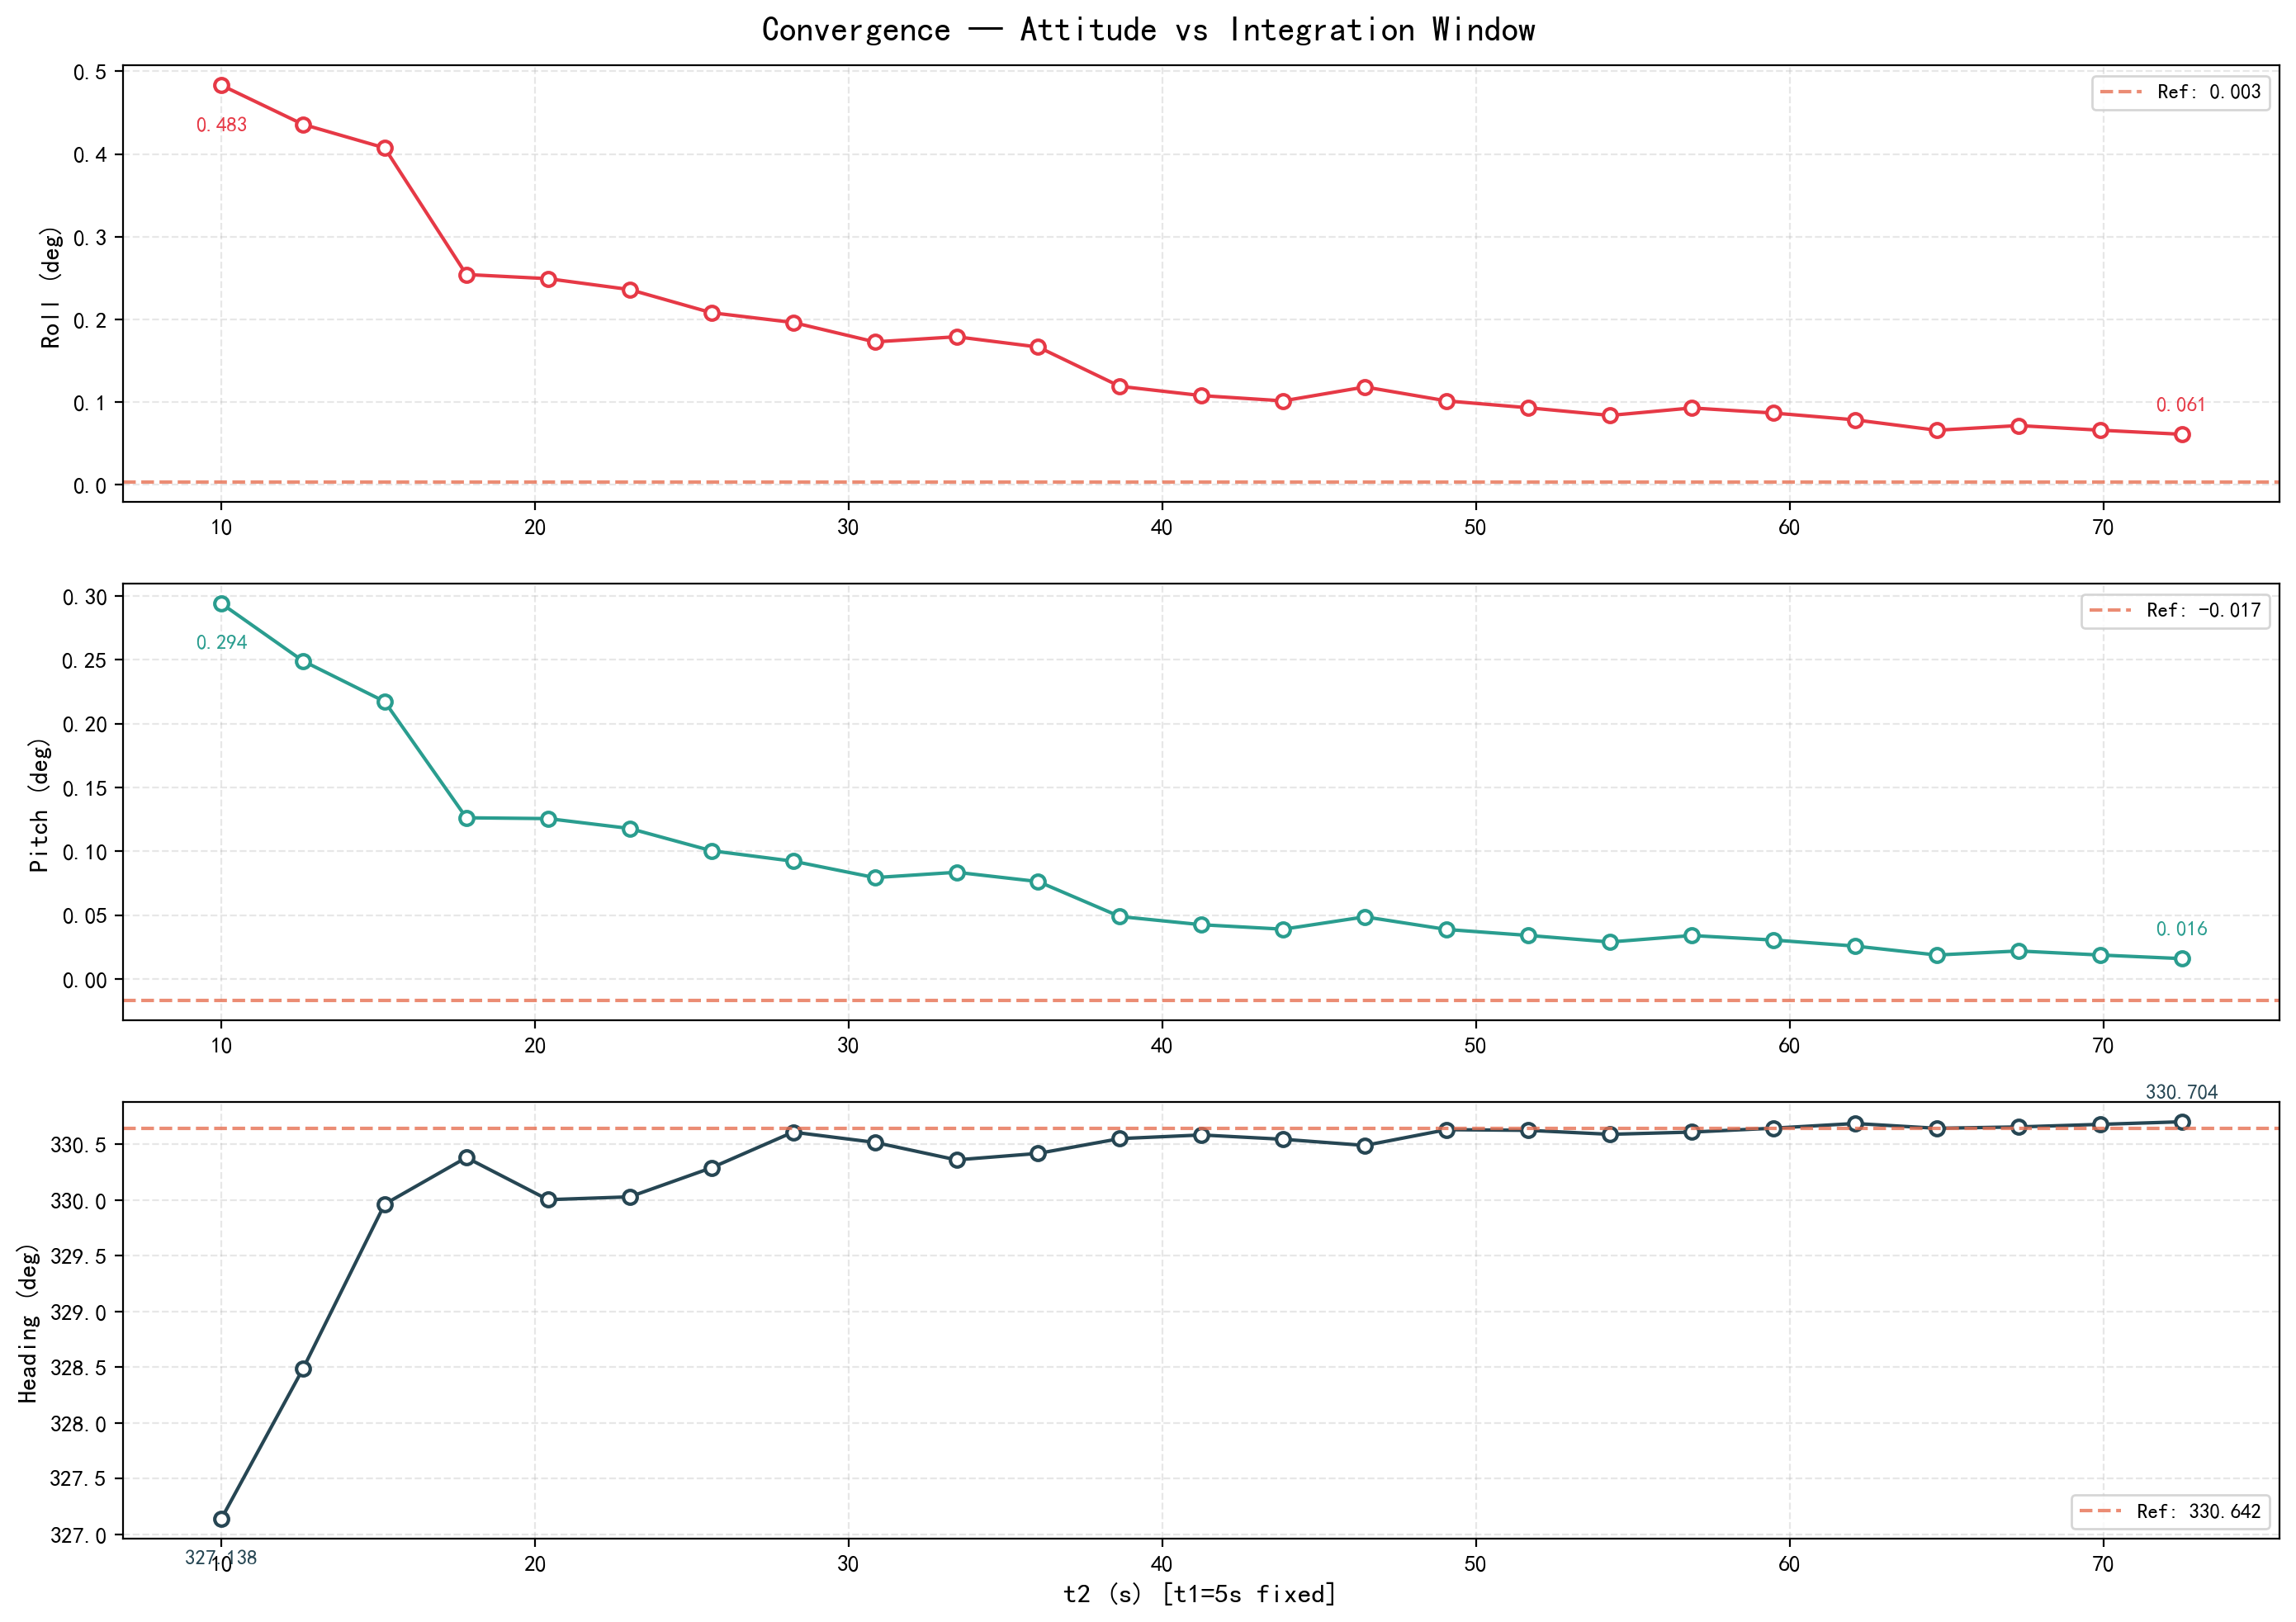 Convergence — Attitude vs Integration Window
Roll (deg)
0.5
0.4
0.3
0.2
0.1
0.0
0.483
0.061
Ref: 0.003
10 20 30 40 50 60 70
Pitch (deg)
0.30
0.25
0.20
0.15
0.10
0.05
0.00
0.294
0.016
Ref: -0.017
10 20 30 40 50 60 70
Heading (deg)
330.704
330.5
330.0
329.5
329.0
328.5
328.0
327.5
327.0
Ref: 330.642
327.138
10 20 30 40 50 60 70
t2 (s) [t1=5s fixed]